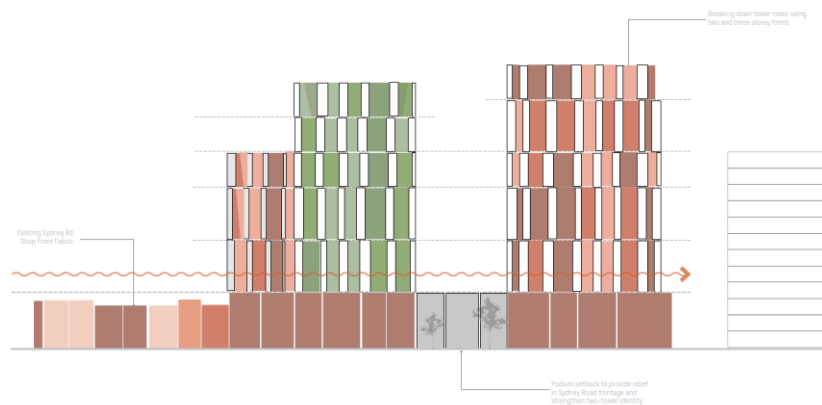 Breaking down tower mass using
two and three storey forms
Existing Sydney Rd
Shop Front Fabric
Podium setback to provide relief
in Sydney Road frontage and
strengthen two-tower identity